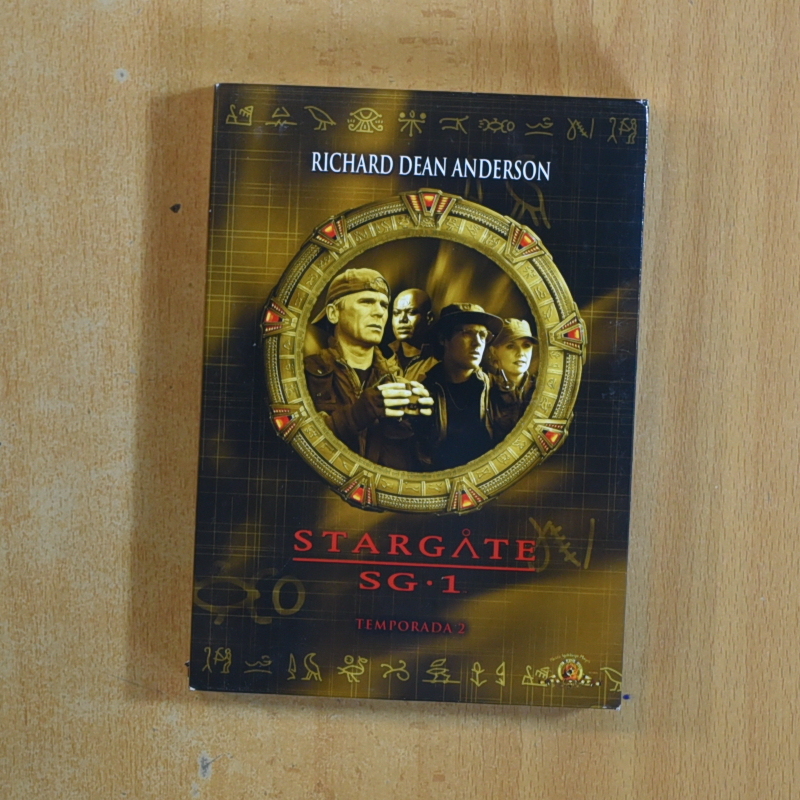 RICHARD DEAN ANDERSON
STARGATE
SG·1
TEMPORADA 2